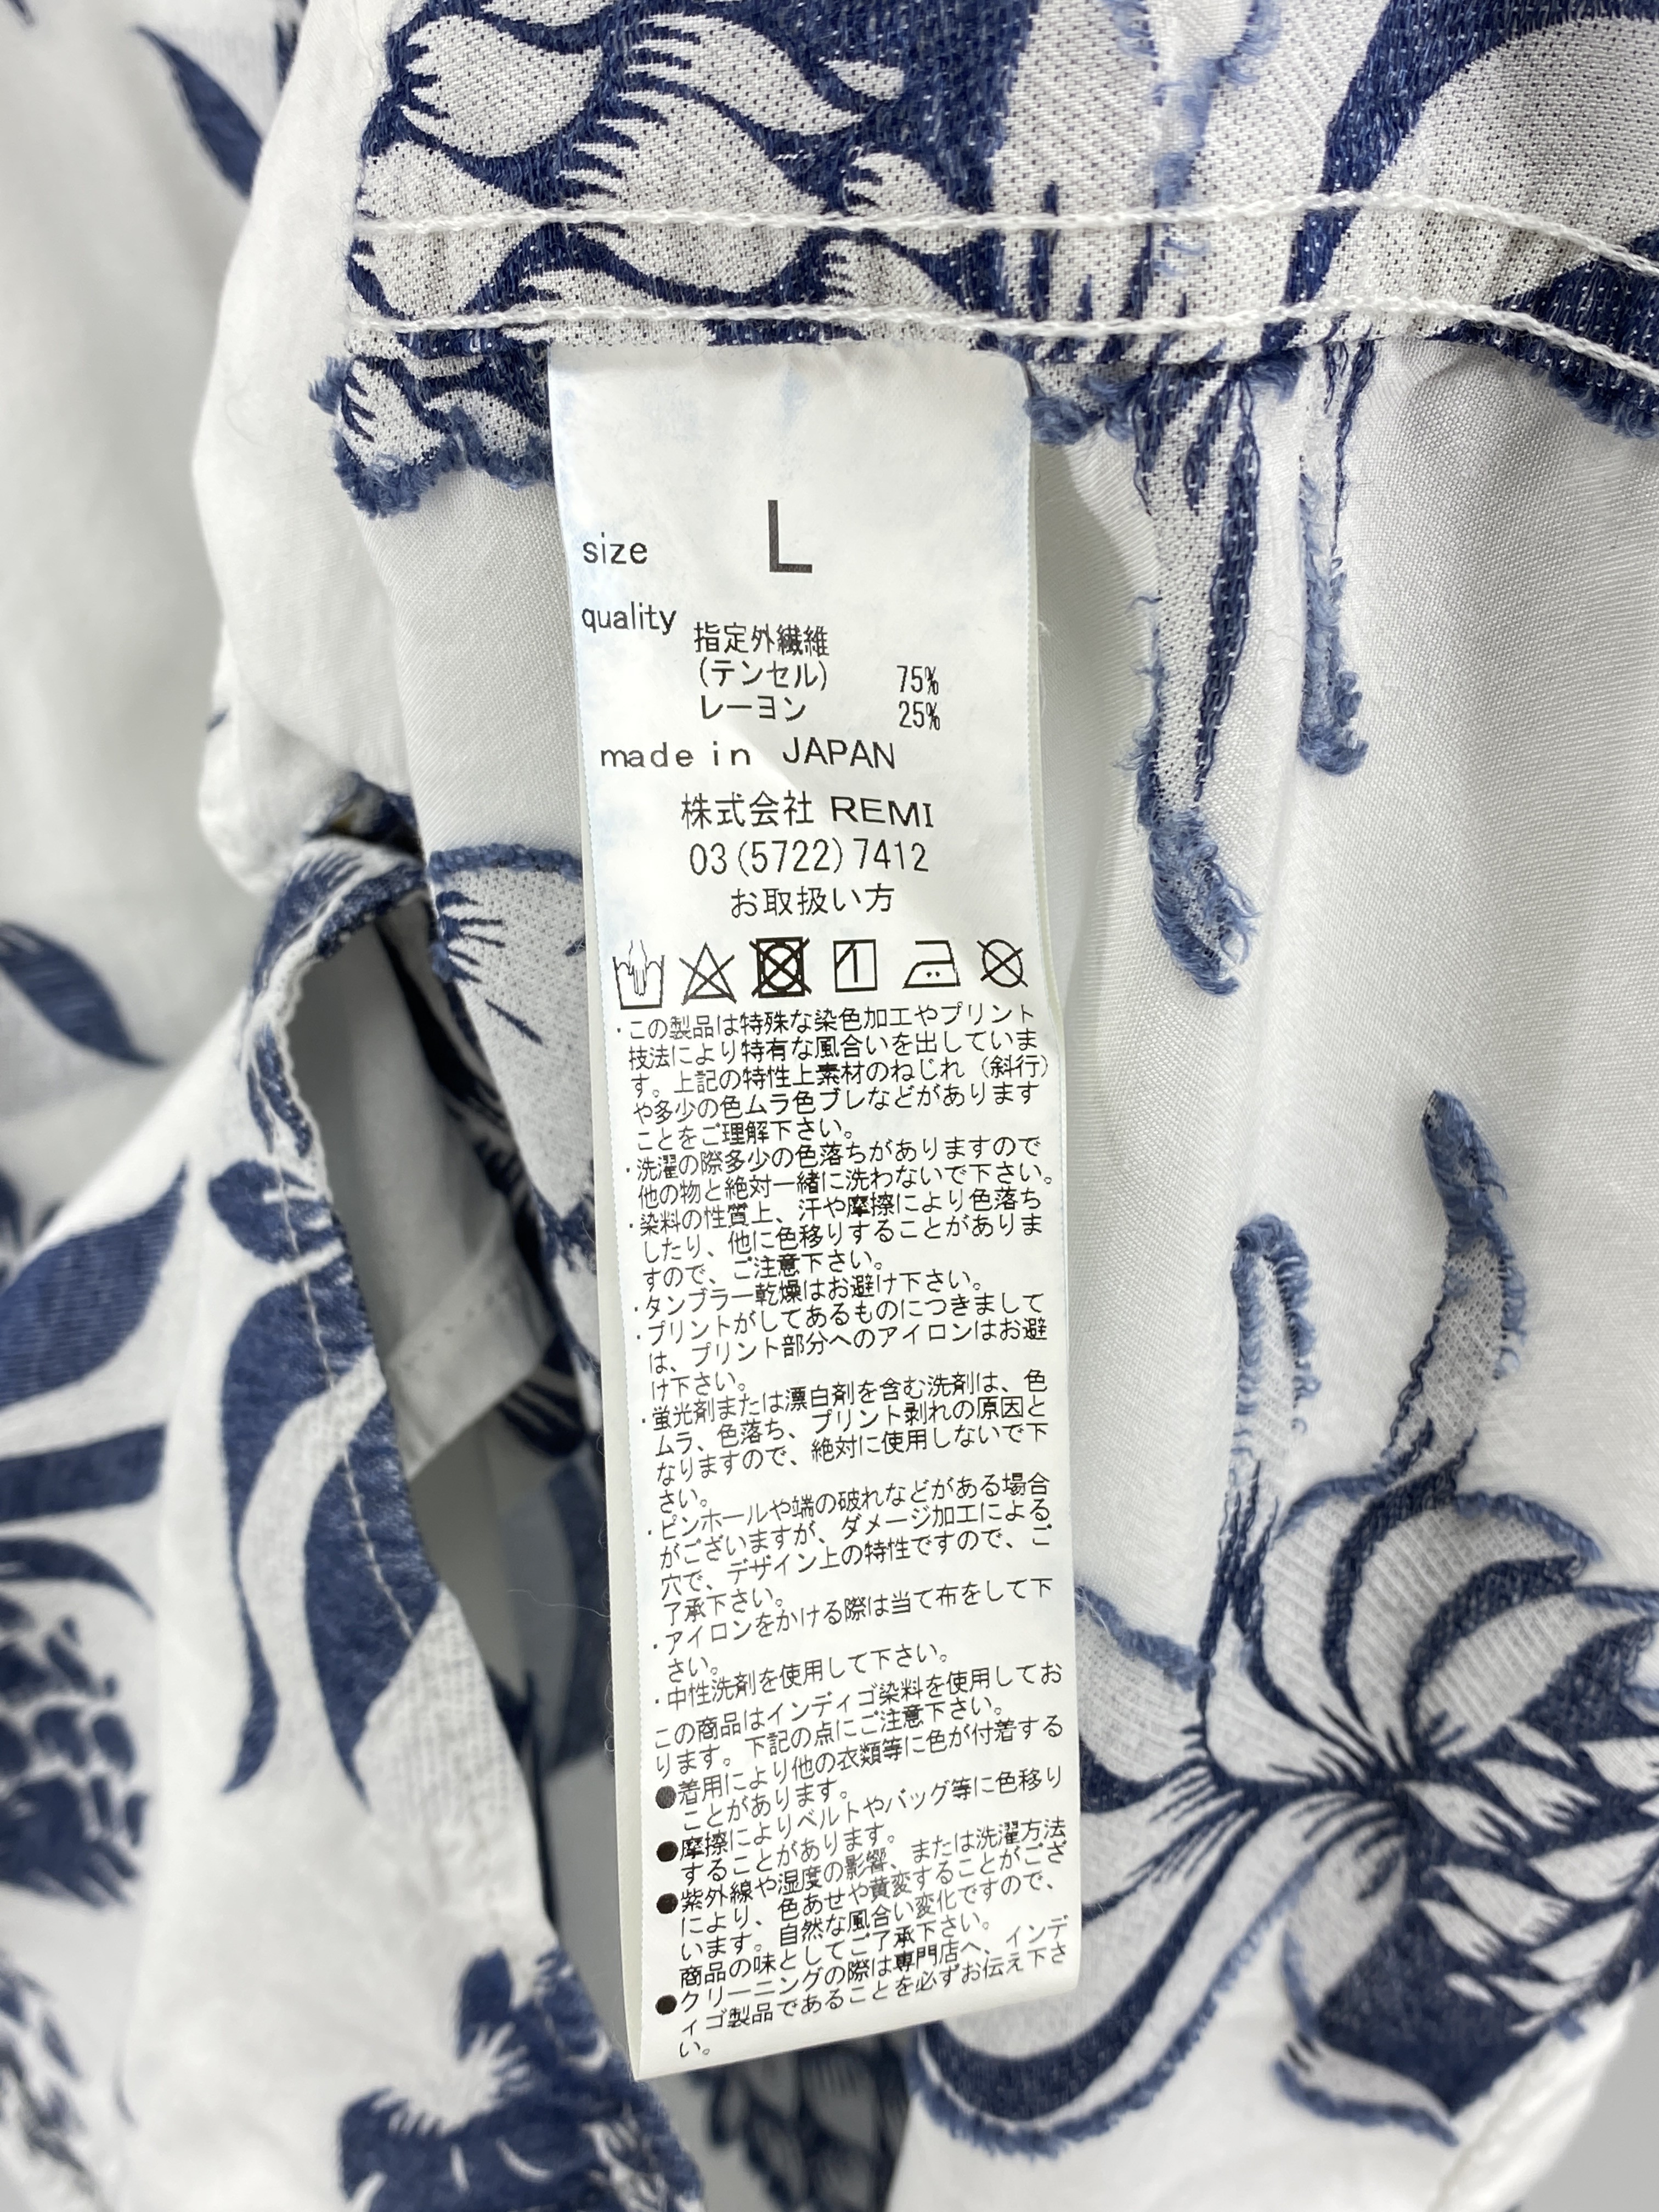 size L
quality
指定外繊維
(テンセル) 75%
レーヨン 25%
made in JAPAN
株式会社 REMI
03(5722)7412
お取扱い方
・この製品は特殊な染色加工やプリント
技法により特有な風合いを出していま
す。上記の特性上素材のねじれ（斜行）
や多少の色ムラ色ブレなどがあります
ことをご理解下さい。
・洗濯の際多少の色落ちがありますので
他の物と絶対一緒に洗わないで下さい。
・染料の性質上、汗や摩擦により色落ち
したり、他に色移りすることがありま
すので、ご注意下さい。
・タンブラー乾燥はお避け下さい。
・プリントがしてあるものにつきまして
は、プリント部分へのアイロンはお避
け下さい。
・蛍光剤または漂白剤を含む洗剤は、色
ムラ、色落ち、プリント剥れの原因と
なりますので、絶対に使用しないで下
さい。
・ピンホールや端の破れなどがある場合
がございますが、ダメージ加工による
穴で、デザイン上の特性ですので、ご
了承下さい。
・アイロンをかける際は当て布をして下
さい。
・中性洗剤を使用して下さい。
この商品はインディゴ染料を使用してお
ります。下記の点にご注意下さい。
●着用により他の衣類等に色が付着する
ことがあります。
●摩擦によりベルトやバッグ等に色移り
することがあります。
●紫外線や湿度の影響、または洗濯方法
により、色あせや黄変することがござ
います。自然な風合い変化ですので、
商品の味としてご了承下さい。
●クリーニングの際は専門店へ、インデ
ィゴ製品であることを必ずお伝え下さ
い。